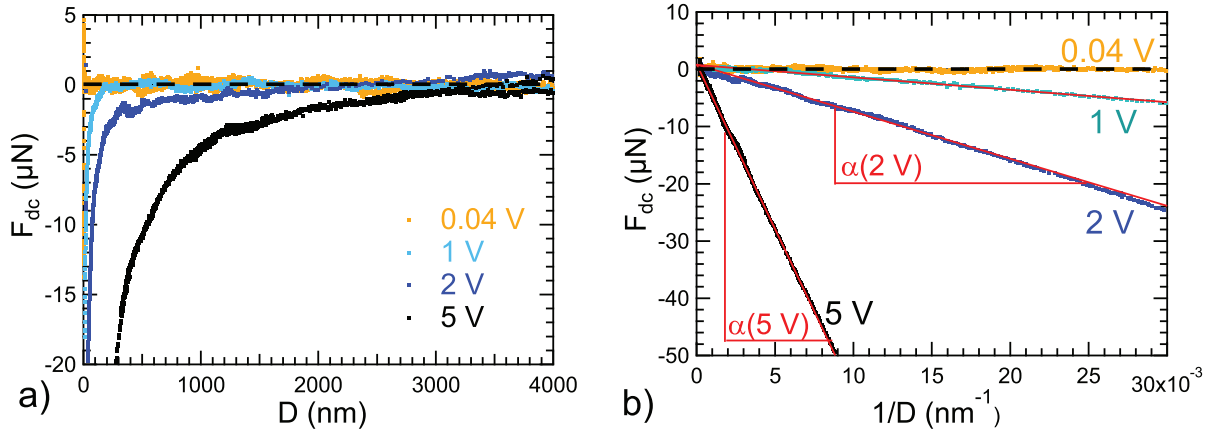 5
0
-5
-10
-15
-20
F_dc (μN)
0
1000
2000
3000
4000
D (nm)
0.04 V
1 V
2 V
5 V
a)
10
0
-10
-20
-30
-40
-50
F_dc (μN)
0
5
10
15
20
25
30x10^-3
1/D (nm^-1)
0.04 V
1 V
2 V
5 V
α(2 V)
α(5 V)
b)